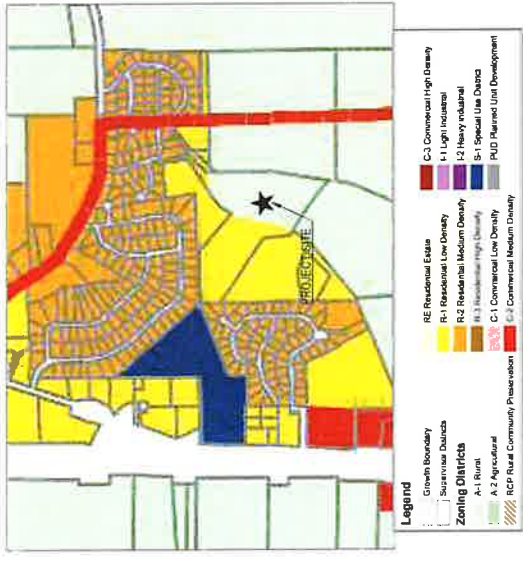 PROJECT SITE
Legend
Growth Boundary
Supervisor Districts
Zoning Districts
A-1 Rural
A-2 Agricultural
RCP Rural Community Preservation
RE Residential Estate
R-1 Residential Low Density
R-2 Residential Medium Density
R-3 Residential High Density
C-1 Commercial Low Density
C-2 Commercial Medium Density
C-3 Commercial High Density
I-1 Light Industrial
I-2 Heavy Industrial
S-1 Special Use District
PUD Planned Unit Development